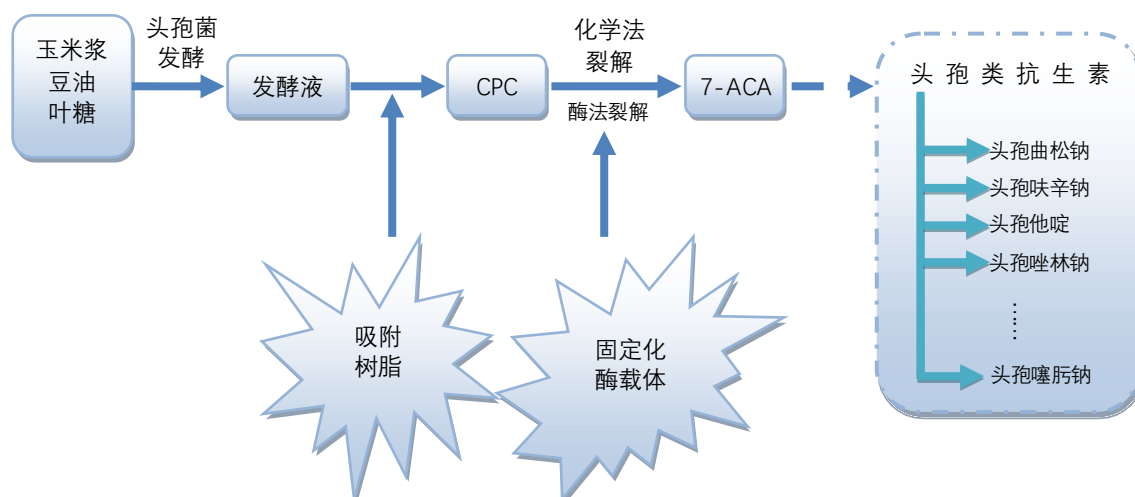 玉米浆
豆油
叶糖
头孢菌
发酵
发酵液
CPC
化学法
裂解
酶法裂解
7-ACA
头孢类抗生素
头孢曲松钠
头孢呋辛钠
头孢他啶
头孢唑林钠
……
头孢噻肟钠
吸附
树脂
固定化
酶载体